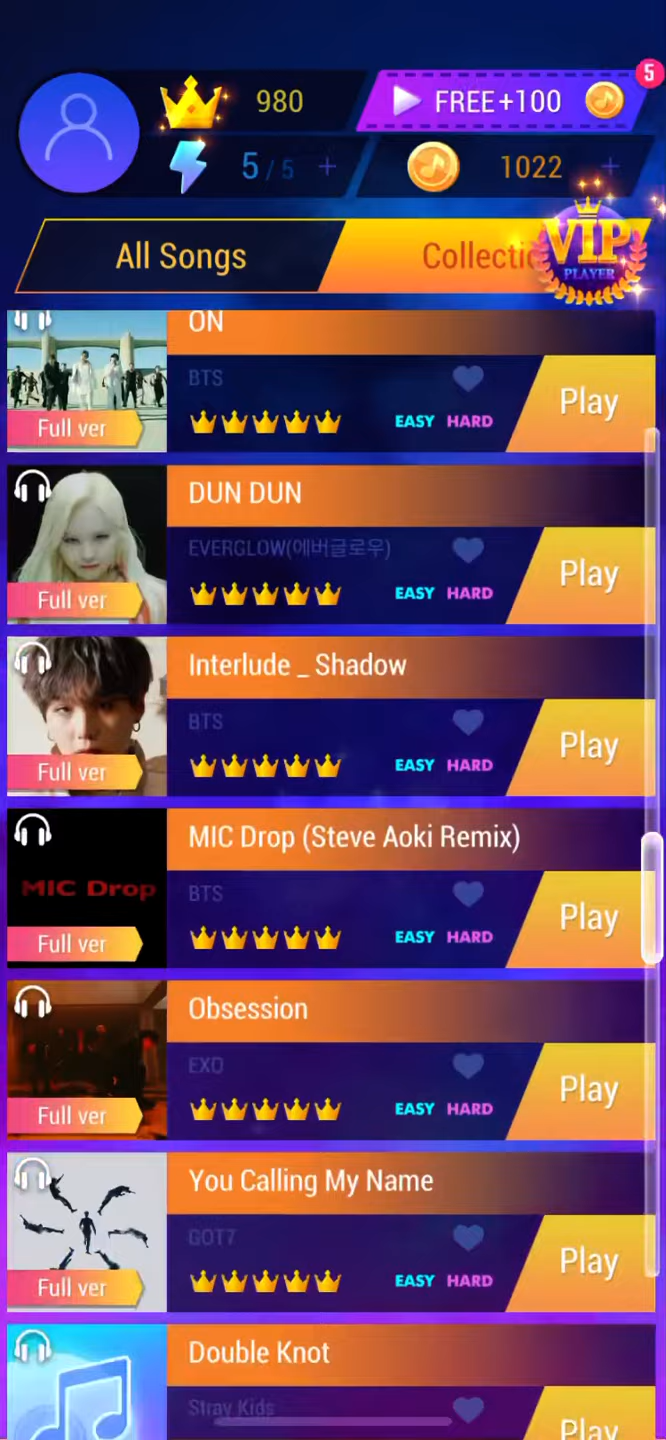 980
FREE+100
5
5 / 5 +
1022 +
All Songs
Collectio
VIP
PLAYER
ON
BTS
EASY HARD
Play
Full ver
DUN DUN
EVERGLOW(에버글로우)
EASY HARD
Play
Full ver
Interlude _ Shadow
BTS
EASY HARD
Play
Full ver
MIC Drop (Steve Aoki Remix)
MIC Drop
BTS
EASY HARD
Play
Full ver
Obsession
EXO
EASY HARD
Play
Full ver
You Calling My Name
GOT7
EASY HARD
Play
Full ver
Double Knot
Stray Kids
Play